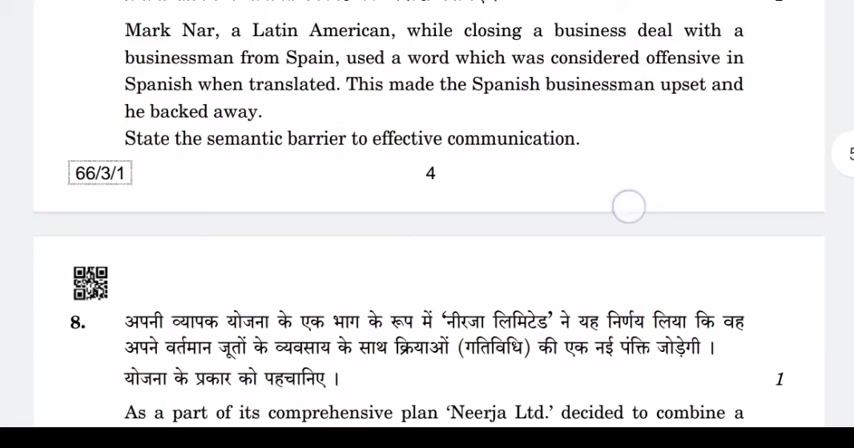 Mark Nar, a Latin American, while closing a business deal with a
businessman from Spain, used a word which was considered offensive in
Spanish when translated. This made the Spanish businessman upset and
he backed away.
State the semantic barrier to effective communication.
66/3/1
4
5
8. अपनी व्यापक योजना के एक भाग के रूप में ‘नीरजा लिमिटेड’ ने यह निर्णय लिया कि वह
अपने वर्तमान जूतों के व्यवसाय के साथ क्रियाओं (गतिविधि) की एक नई पंक्ति जोड़ेगी ।
योजना के प्रकार को पहचानिए । 1
As a part of its comprehensive plan ‘Neerja Ltd.’ decided to combine a